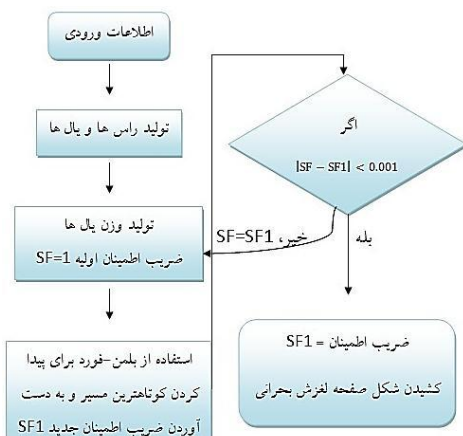 اطلاعات ورودی
تولید راس ها و یال ها
تولید وزن یال ها
ضریب اطمینان اولیه SF=1
استفاده از بلمن-فورد برای پیدا
کردن کوتاهترین مسیر و به دست
آوردن ضریب اطمینان جدید SF1
اگر
|SF − SF1| < 0.001
خیر، SF=SF1
بله
ضریب اطمینان = SF1
کشیدن شکل صفحه لغزش بحرانی